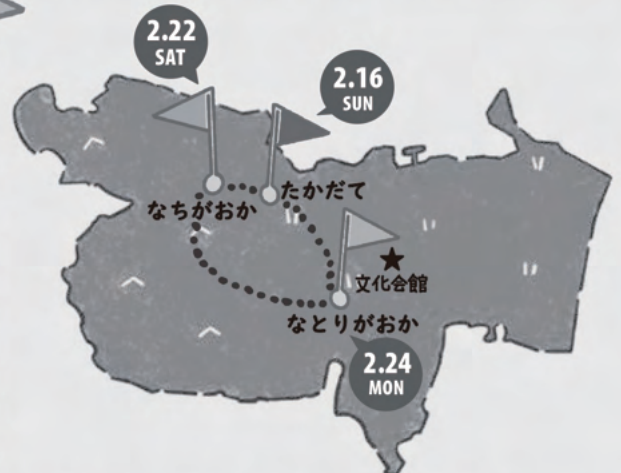 2.22
SAT
2.16
SUN
たかだて
なちがおか
★
文化会館
なとりがおか
2.24
MON